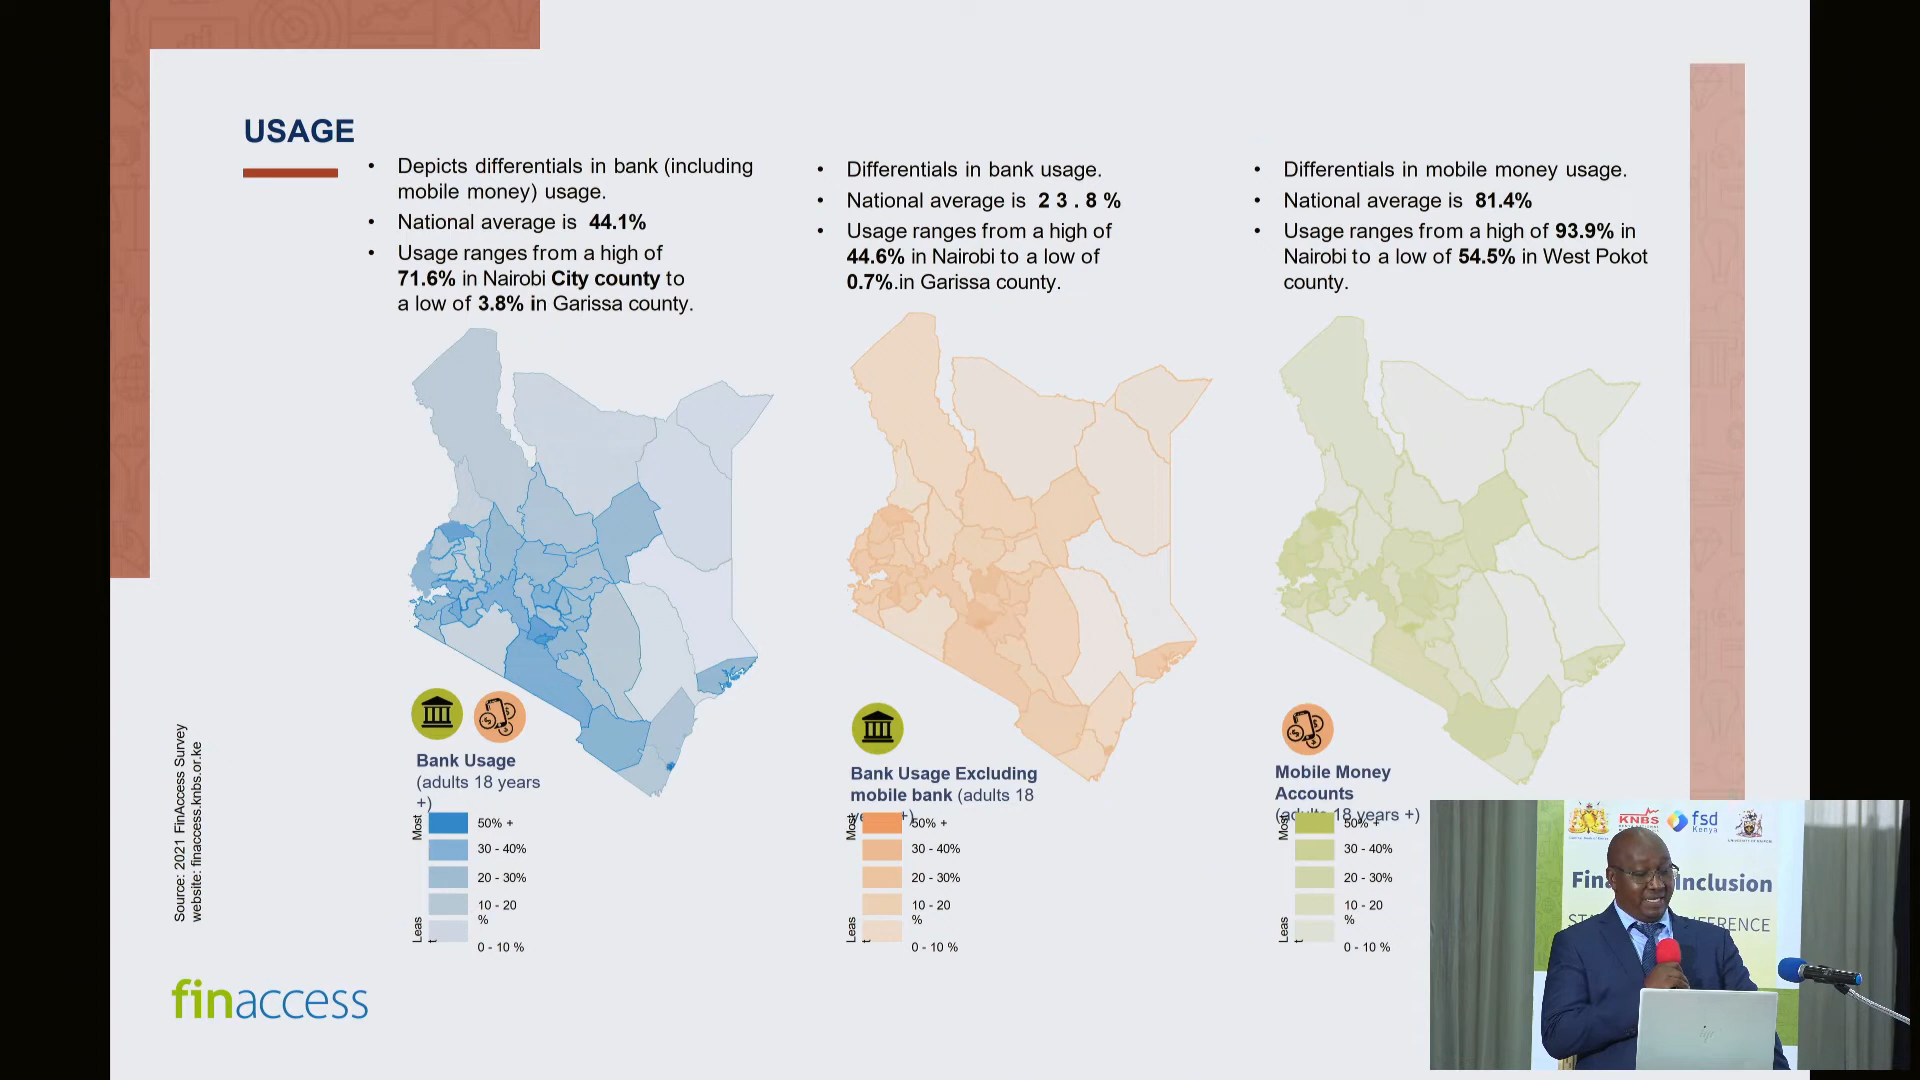 USAGE
• Depicts differentials in bank (including
mobile money) usage.
• National average is 44.1%
• Usage ranges from a high of
71.6% in Nairobi City county to
a low of 3.8% in Garissa county.
• Differentials in bank usage.
• National average is 2 3 . 8 %
• Usage ranges from a high of
44.6% in Nairobi to a low of
0.7%.in Garissa county.
• Differentials in mobile money usage.
• National average is 81.4%
• Usage ranges from a high of 93.9% in
Nairobi to a low of 54.5% in West Pokot
county.
Bank Usage
(adults 18 years
+)
Most
50% +
30 - 40%
20 - 30%
10 - 20
%
0 - 10 %
Leas
t
Bank Usage Excluding
mobile bank (adults 18
+)
Most
50% +
30 - 40%
20 - 30%
10 - 20
%
0 - 10 %
Leas
t
Mobile Money
Accounts
(adults 18 years +)
Most
50% +
30 - 40%
20 - 30%
10 - 20
%
0 - 10 %
Leas
t
Source: 2021 FinAccess Survey
website: finaccess.knbs.or.ke
finaccess
KNBS
fsd
Kenya
Fin Inclusion
hp